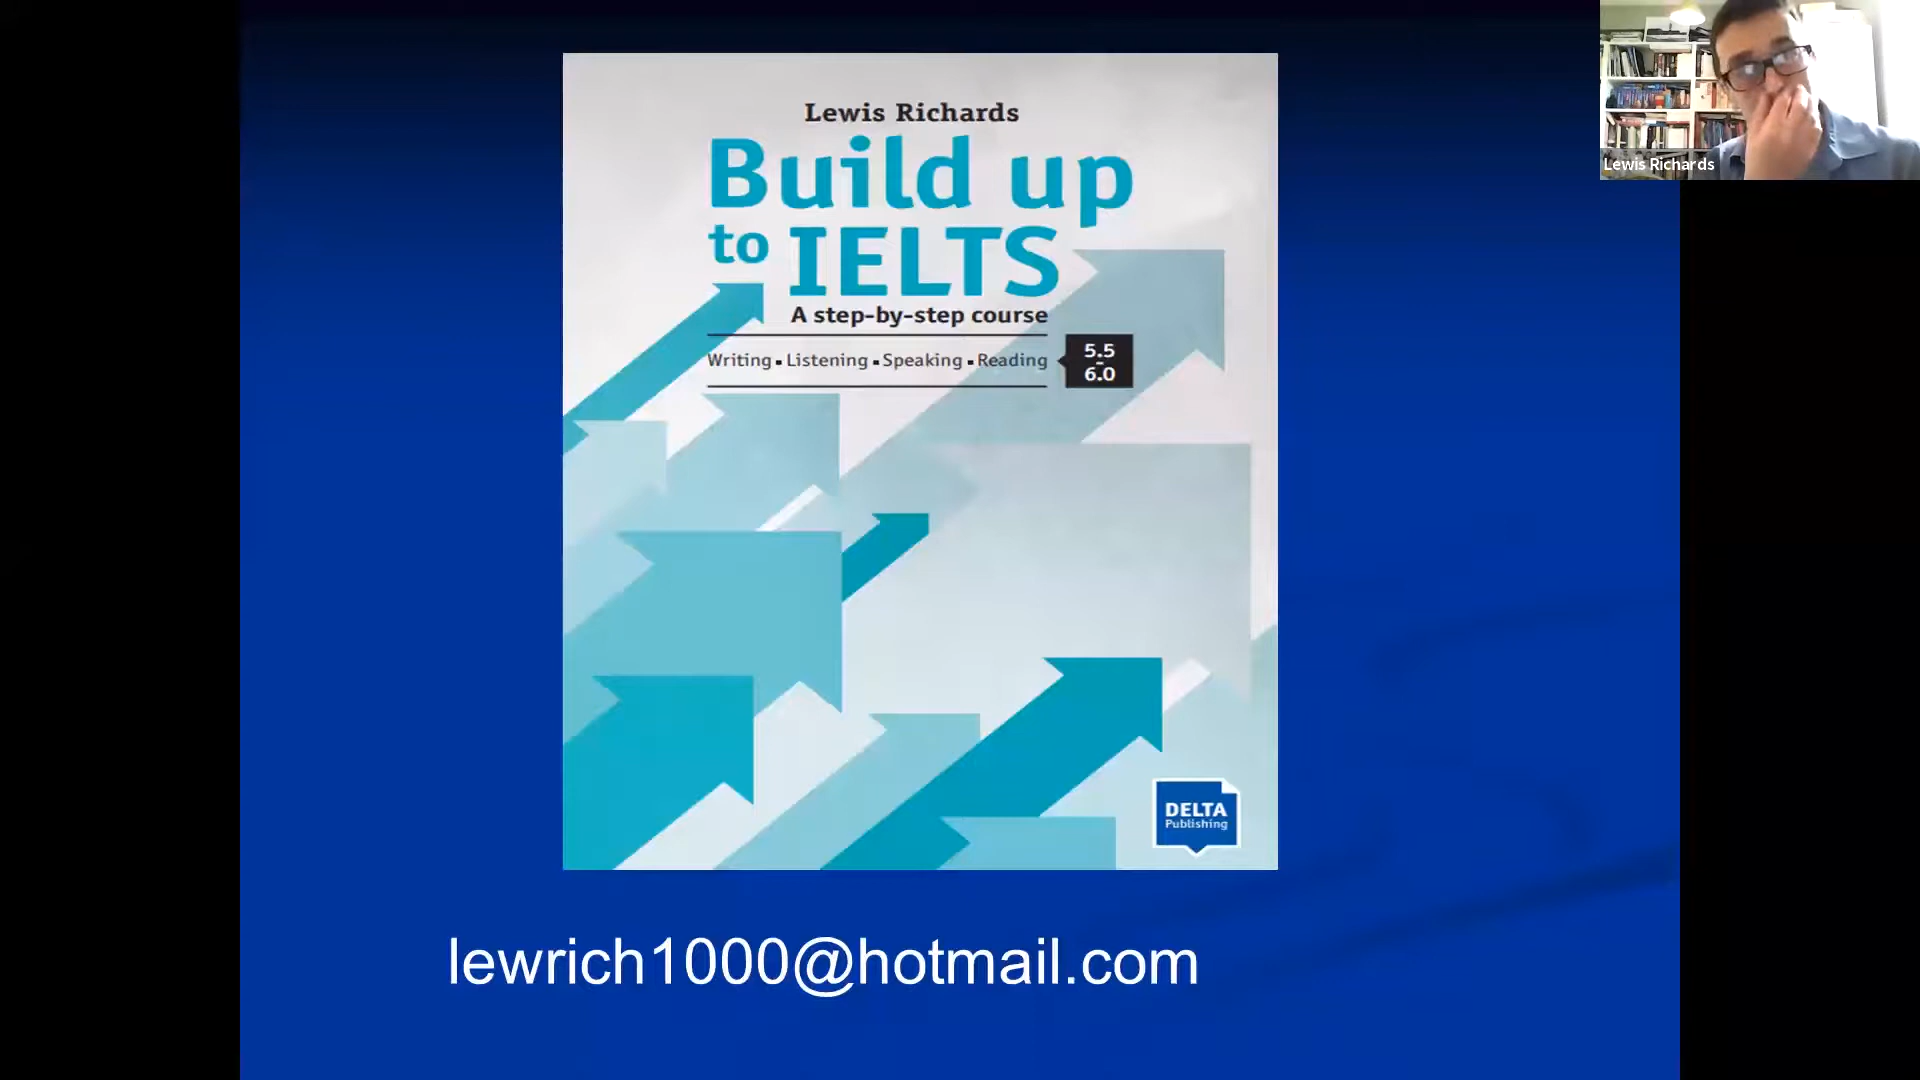 Lewis Richards
Build up
to IELTS
A step-by-step course
Writing ▪ Listening ▪ Speaking ▪ Reading
5.5
-
6.0
DELTA
Publishing
lewrich1000@hotmail.com
Lewis Richards